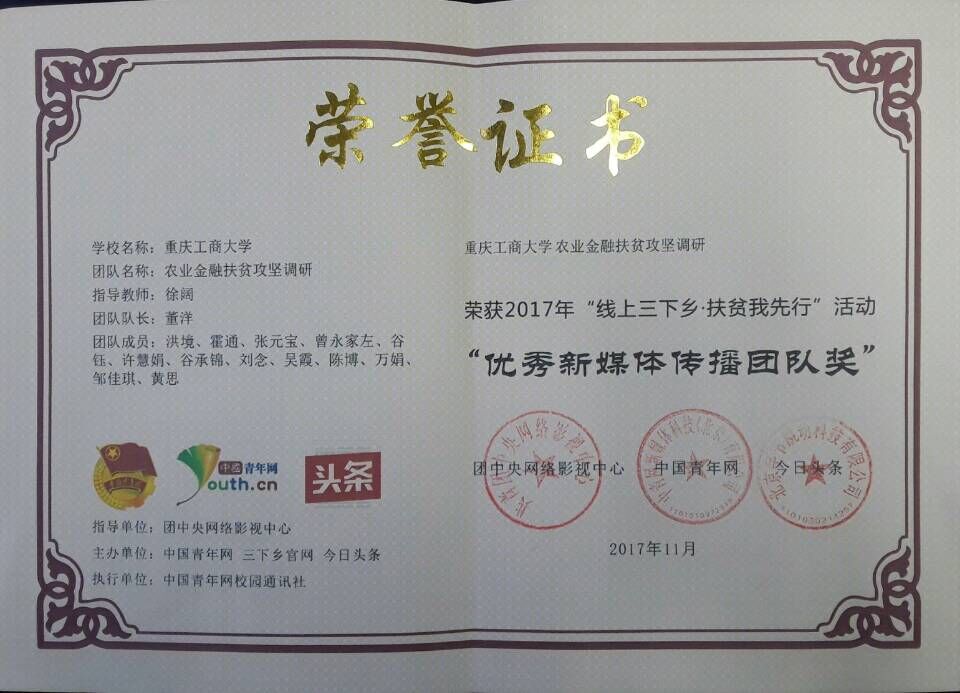 荣誉证书
学校名称：重庆工商大学
团队名称：农业金融扶贫攻坚调研
指导教师：徐阔
团队队长：董洋
团队成员：洪境、霍通、张元宝、曾永家左、谷
钰、许慧娟、谷承锦、刘念、吴霞、陈博、万娟、
邹佳琪、黄思
中国青年网
Youth.cn
头条
指导单位：团中央网络影视中心
主办单位：中国青年网 三下乡官网 今日头条
执行单位：中国青年网校园通讯社
重庆工商大学 农业金融扶贫攻坚调研
荣获2017年“线上三下乡·扶贫我先行”活动
“优秀新媒体传播团队奖”
团中央网络影视中心 中国青年网 今日头条
2017年11月